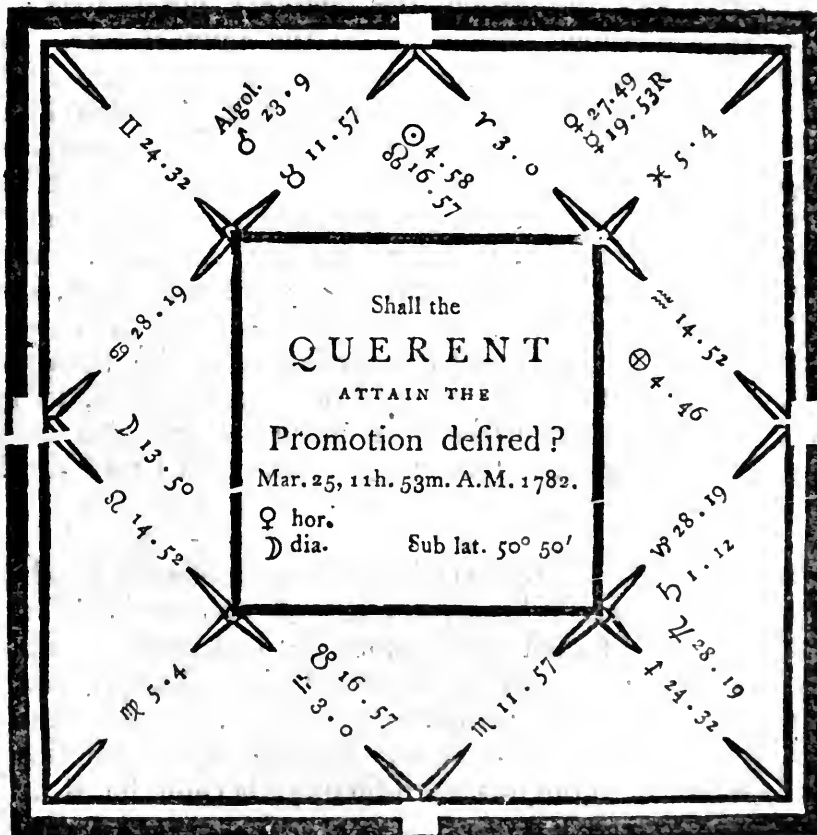 Algol.
♂ 23 · 9
♊ 24 . 32
♉ 11 . 57
☉ 4 . 58
☊ 16 . 57
♈ 3 . 0
♀ 27.49
☿ 19 . 53R
♓ 5 . 4
♋ 28 . 19
♒ 14 . 52
⊗ 4 . 46
Shall the
QUERENT
ATTAIN THE
Promotion deſired ?
Mar. 25, 11h. 53m. A.M. 1782.
♀ hor.
☽ dia.
Sub lat. 50° 50′
☽ 13 . 50
♌ 14 . 52
♑ 28 . 19
♄ 1 . 12
♃ 28 . 19
♐ 24 . 32
♍ 5 . 4
☋ 16 . 57
♎ 3 . 0
♏ 11 . 57